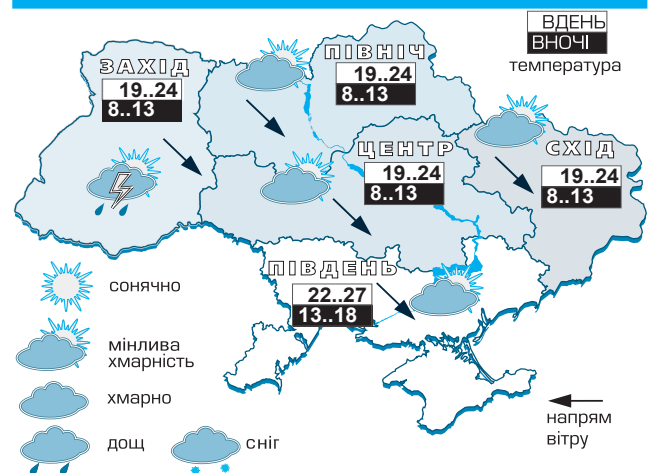 ВДЕНЬ
ВНОЧІ
температура
ЗАХІД
19..24
8..13
ПІВНІЧ
19..24
8..13
ЦЕНТР
19..24
8..13
СХІД
19..24
8..13
ПІВДЕНЬ
22..27
13..18
сонячно
мінлива
хмарність
хмарно
дощ
сніг
напрям
вітру